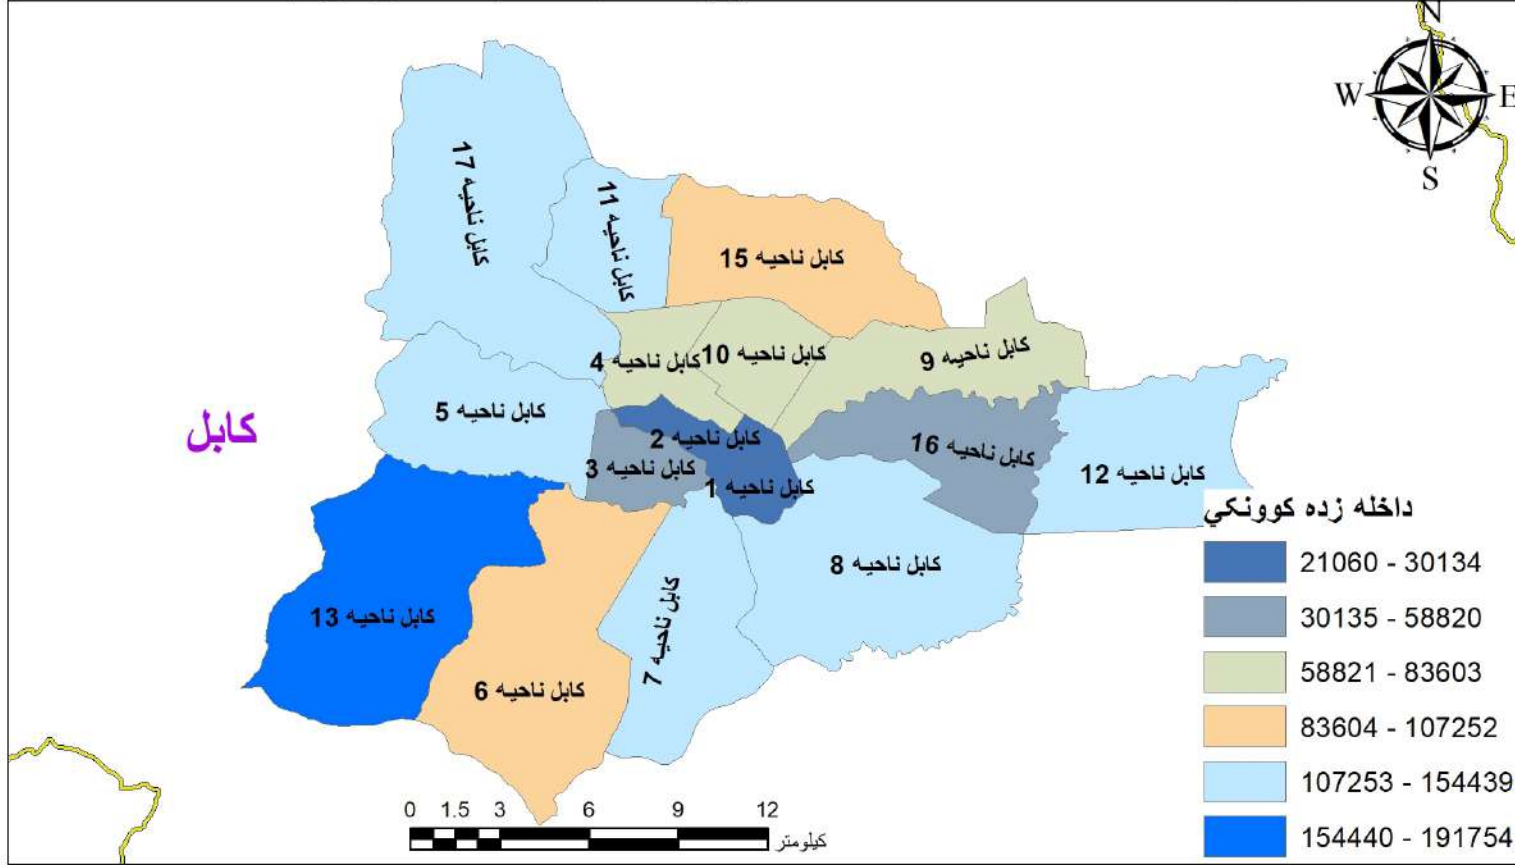 N
W
E
S
کابل ناحیه 17
کابل ناحیه 11
کابل ناحیه 15
کابل ناحیه 4
کابل ناحیه 10
کابل ناحیه 9
کابل ناحیه 5
کابل
کابل ناحیه 2
کابل ناحیه 3
کابل ناحیه 1
کابل ناحیه 16
کابل ناحیه 12
کابل ناحیه 8
کابل ناحیه 13
کابل ناحیه 7
کابل ناحیه 6
داخله زده کوونکي
21060 - 30134
30135 - 58820
58821 - 83603
83604 - 107252
107253 - 154439
154440 - 191754
0 1.5 3 6 9 12
کیلومتر